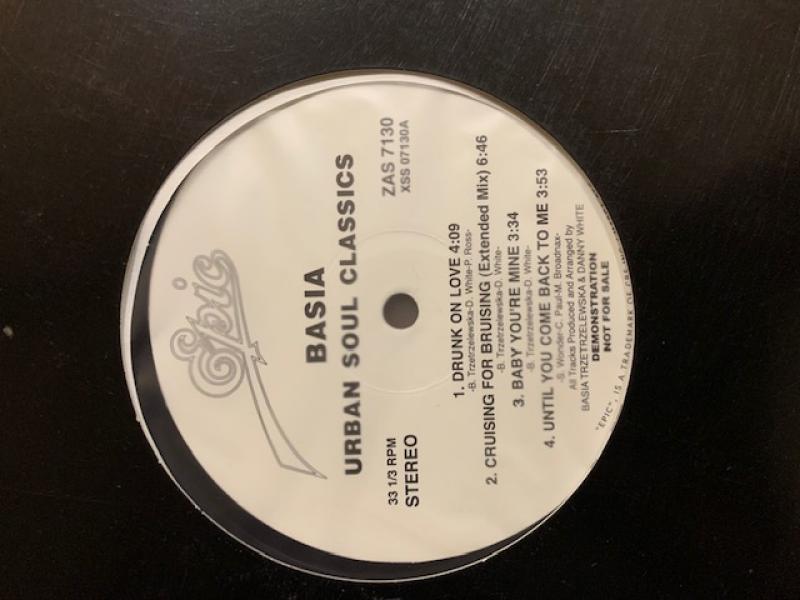 Epic
BASIA
URBAN SOUL CLASSICS
33 1/3 RPM
STEREO
ZAS 7130
XSS 07130A
1. DRUNK ON LOVE 4:09
-B. Trzetrzelewska-D. White-P. Ross-
2. CRUISING FOR BRUISING (Extended Mix) 6:46
-B. Trzetrzelewska-D. White-
3. BABY YOU'RE MINE 3:34
-B. Trzetrzelewska-D. White-
4. UNTIL YOU COME BACK TO ME 3:53
-S. Wonder-C. Paul-M. Broadnax-
All Tracks Produced and Arranged by
BASIA TRZETRZELEWSKA & DANNY WHITE
DEMONSTRATION
NOT FOR SALE
"EPIC", IS A TRADEMARK OF CBS